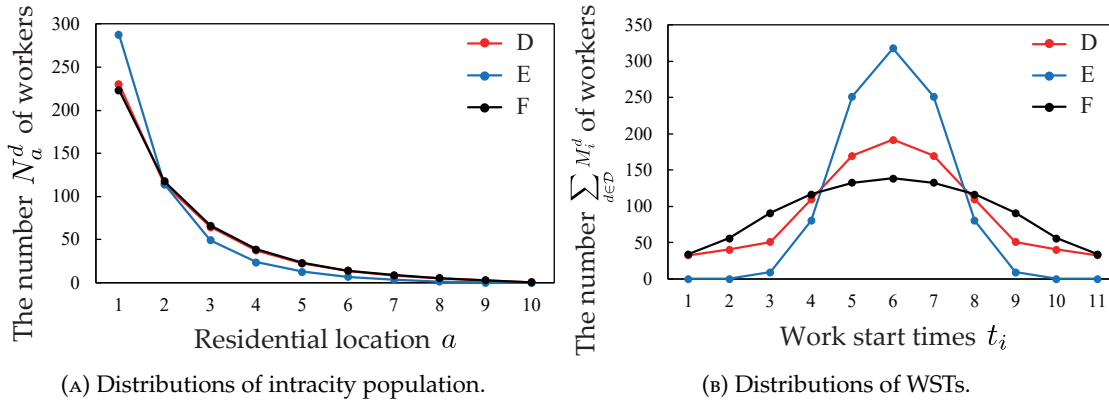 The number N_a^d of workers
300
250
200
150
100
50
0
1 2 3 4 5 6 7 8 9 10
Residential location a
D
E
F
(A) Distributions of intracity population.
The number ∑_{d∈𝒟} M_i^d of workers
350
300
250
200
150
100
50
0
1 2 3 4 5 6 7 8 9 10 11
Work start times t_i
D
E
F
(B) Distributions of WSTs.